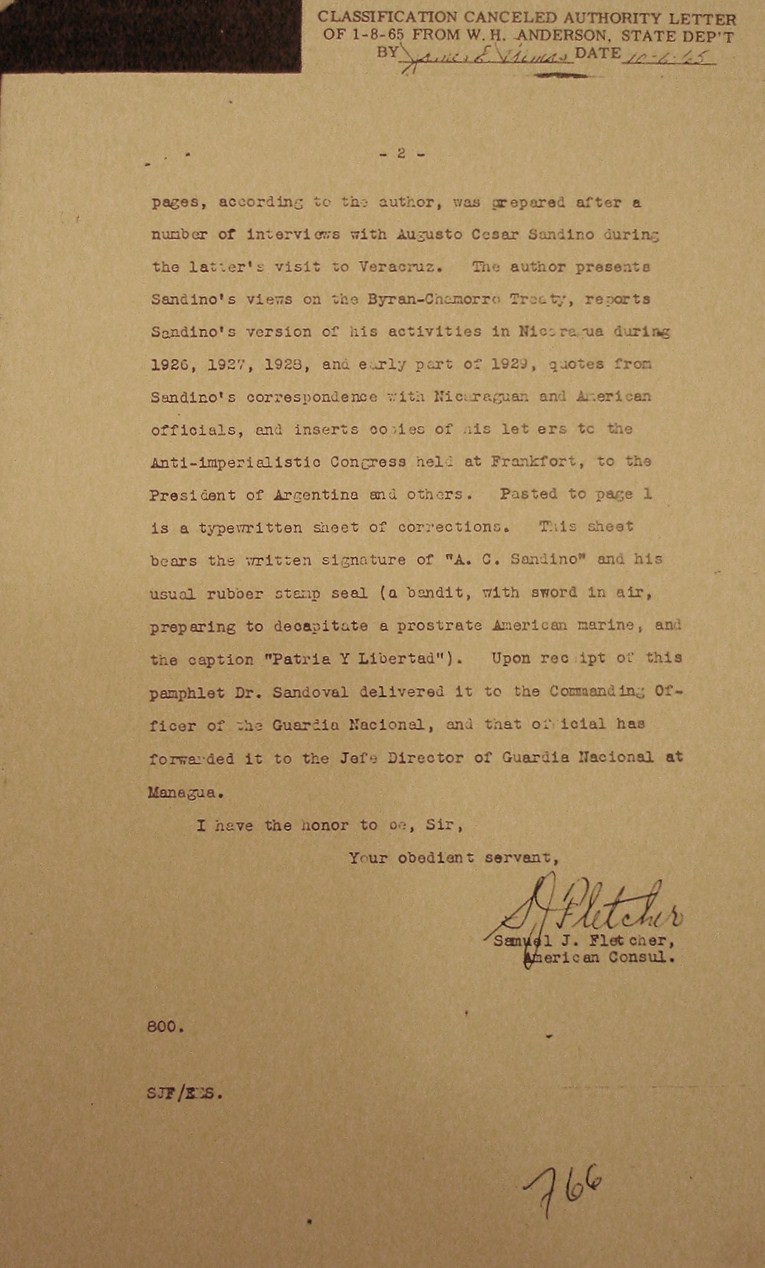 CLASSIFICATION CANCELED AUTHORITY LETTER
OF 1-8-65 FROM W. H. ANDERSON, STATE DEP'T
BY DATE
- 2 -
pages, according to the author, was prepared after a
number of interviews with Augusto Cesar Sandino during
the latter's visit to Veracruz. The author presents
Sandino's views on the Byran-Chamorro Treaty, reports
Sandino's version of his activities in Nicaragua during
1926, 1927, 1928, and early part of 1929, quotes from
Sandino's correspondence with Nicaraguan and American
officials, and inserts copies of his letters to the
Anti-imperialistic Congress held at Frankfort, to the
President of Argentina and others. Pasted to page 1
is a typewritten sheet of corrections. This sheet
bears the written signature of "A. C. Sandino" and his
usual rubber stamp seal (a bandit, with sword in air,
preparing to decapitate a prostrate American marine, and
the caption "Patria Y Libertad"). Upon receipt of this
pamphlet Dr. Sandoval delivered it to the Commanding Of-
ficer of the Guardia Nacional, and that official has
forwarded it to the Jefe Director of Guardia Nacional at
Managua.
I have the honor to be, Sir,
Your obedient servant,
S J Fletcher
Samuel J. Fletcher,
American Consul.
800.
SJF/
766